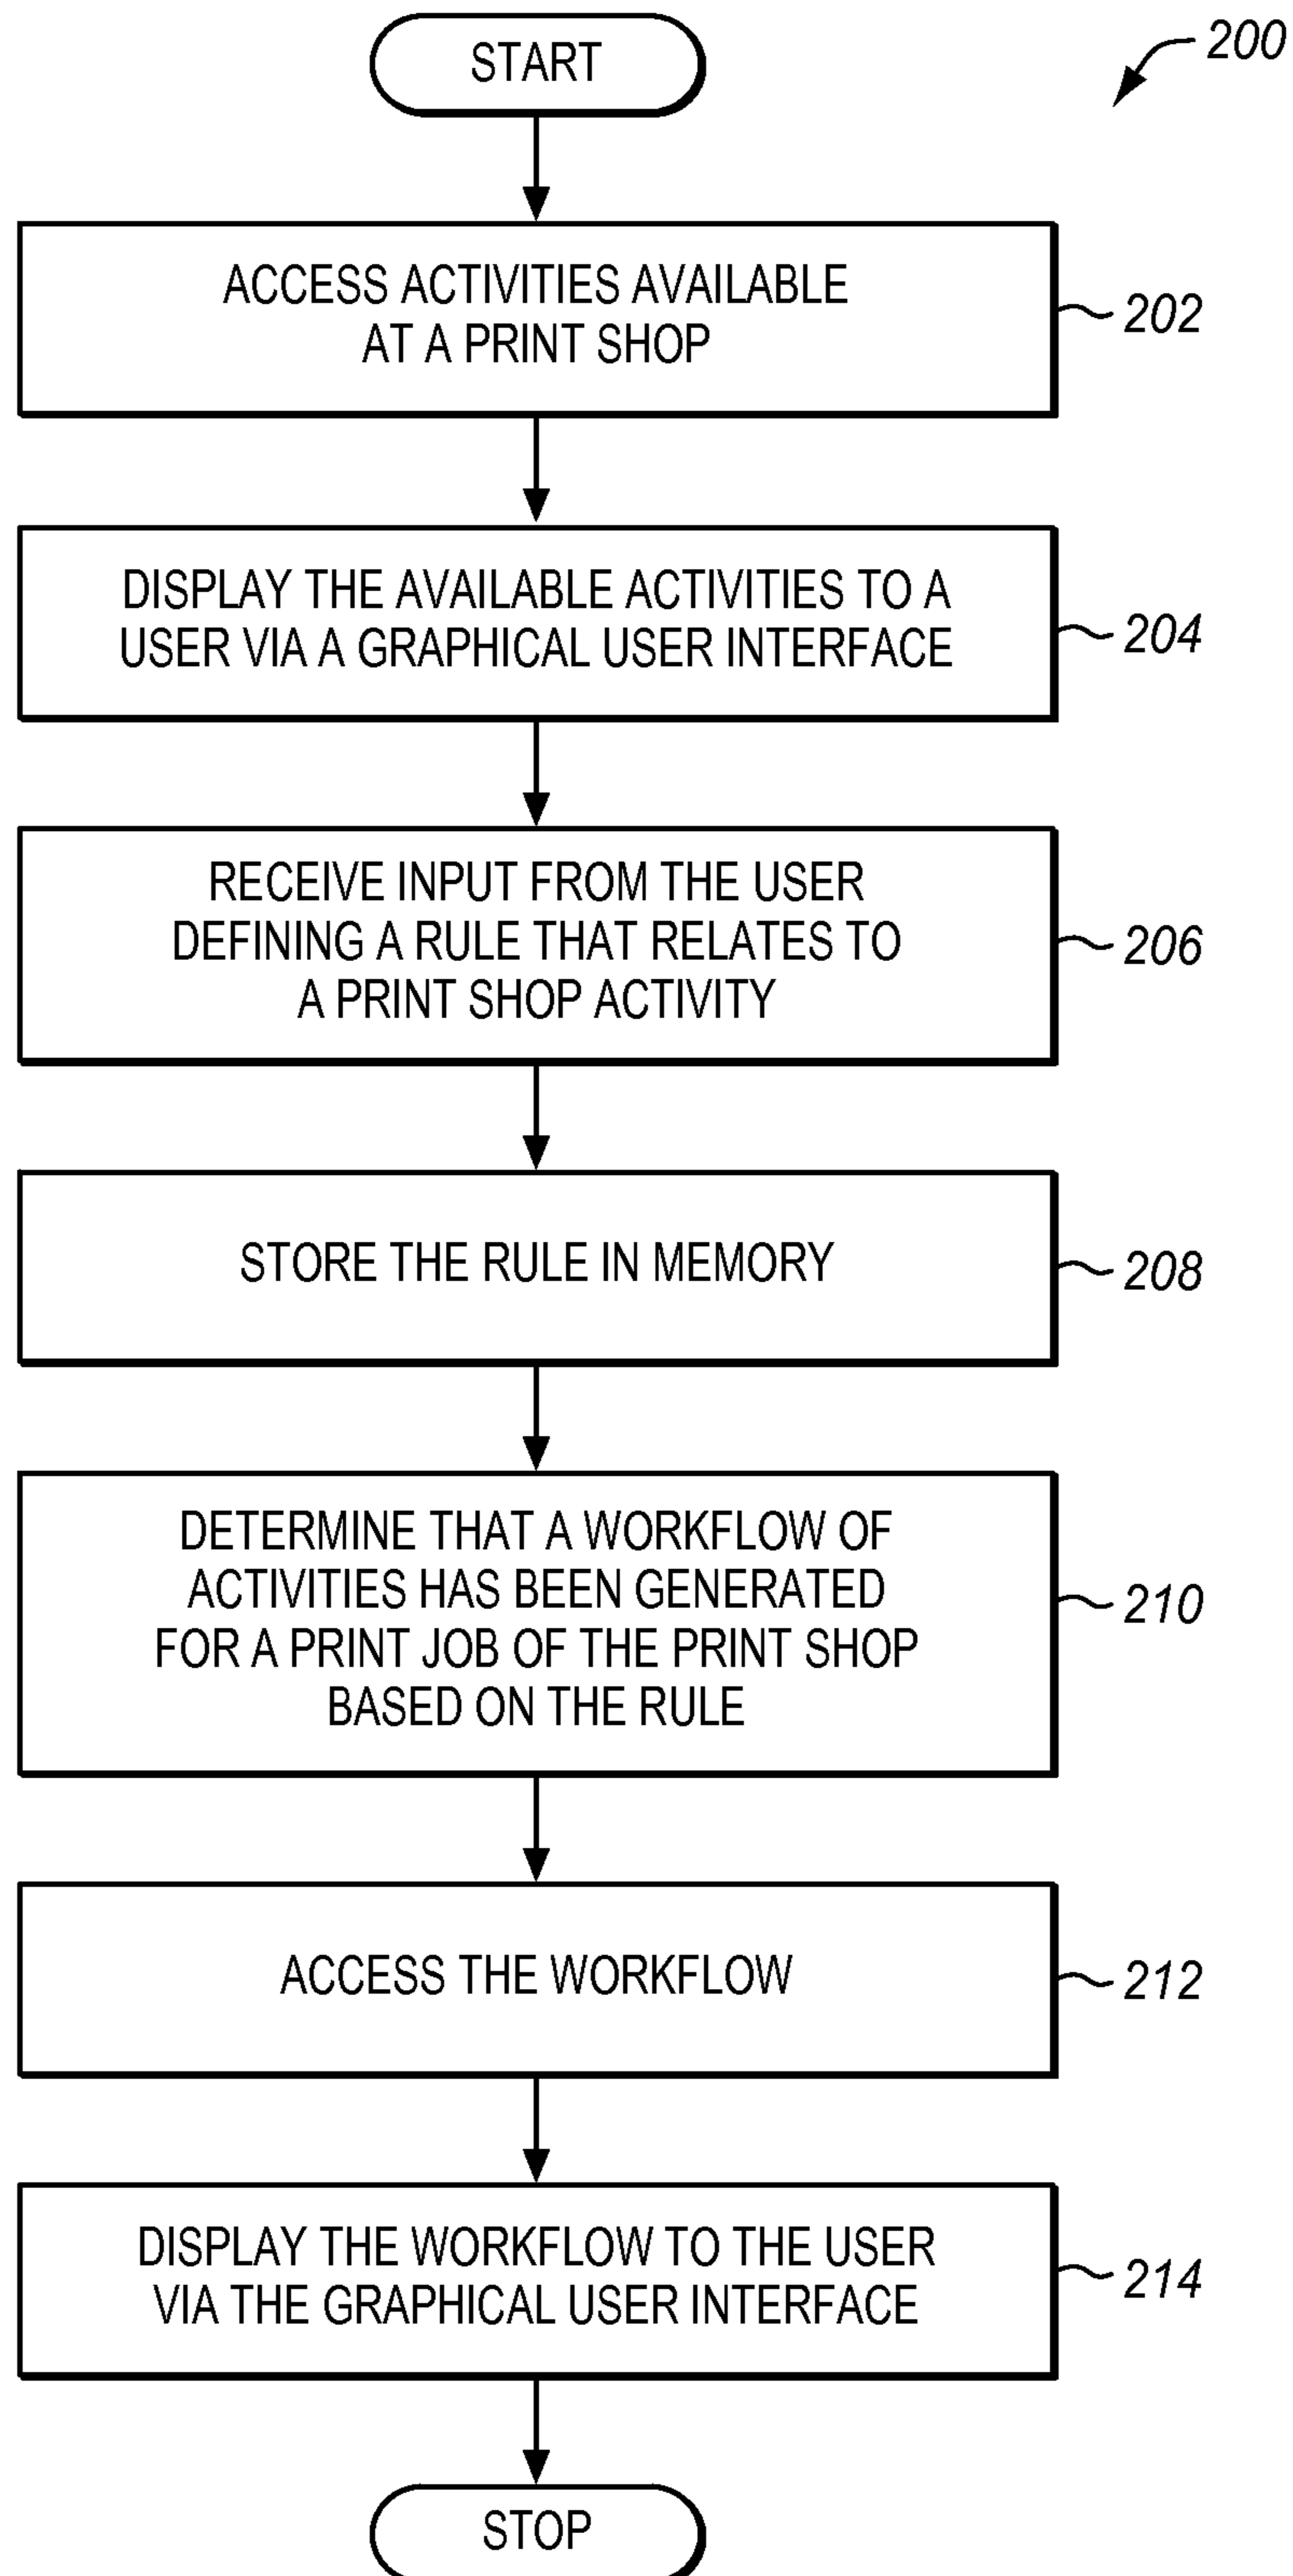 START
200
ACCESS ACTIVITIES AVAILABLE
AT A PRINT SHOP
202
DISPLAY THE AVAILABLE ACTIVITIES TO A
USER VIA A GRAPHICAL USER INTERFACE
204
RECEIVE INPUT FROM THE USER
DEFINING A RULE THAT RELATES TO
A PRINT SHOP ACTIVITY
206
STORE THE RULE IN MEMORY
208
DETERMINE THAT A WORKFLOW OF
ACTIVITIES HAS BEEN GENERATED
FOR A PRINT JOB OF THE PRINT SHOP
BASED ON THE RULE
210
ACCESS THE WORKFLOW
212
DISPLAY THE WORKFLOW TO THE USER
VIA THE GRAPHICAL USER INTERFACE
214
STOP